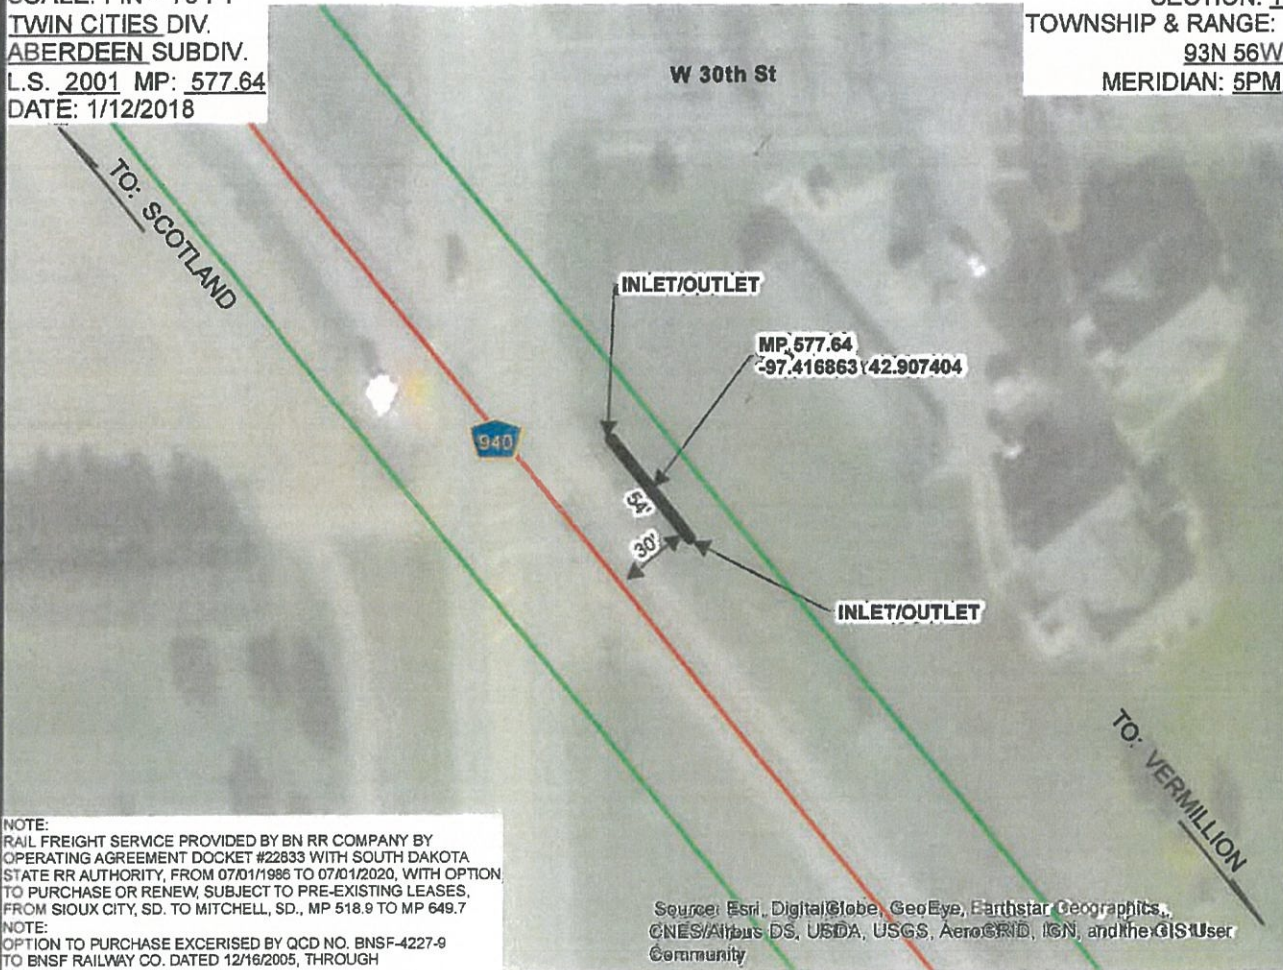 TWIN CITIES DIV.
ABERDEEN SUBDIV.
L.S. 2001 MP: 577.64
DATE: 1/12/2018
TOWNSHIP & RANGE:
93N 56W
MERIDIAN: 5PM
W 30th St
TO: SCOTLAND
INLET/OUTLET
MP 577.64
-97.416863 42.907404
940
54'
30'
INLET/OUTLET
TO: VERMILLION
NOTE:
RAIL FREIGHT SERVICE PROVIDED BY BN RR COMPANY BY
OPERATING AGREEMENT DOCKET #22833 WITH SOUTH DAKOTA
STATE RR AUTHORITY, FROM 07/01/1986 TO 07/01/2020, WITH OPTION
TO PURCHASE OR RENEW, SUBJECT TO PRE-EXISTING LEASES,
FROM SIOUX CITY, SD. TO MITCHELL, SD., MP 518.9 TO MP 649.7
NOTE:
OPTION TO PURCHASE EXCERISED BY QCD NO. BNSF-4227-9
TO BNSF RAILWAY CO. DATED 12/16/2005, THROUGH
Source: Esri, DigitalGlobe, GeoEye, Earthstar Geographics,
CNES/Airbus DS, USDA, USGS, AeroGRID, IGN, and the GIS User
Community